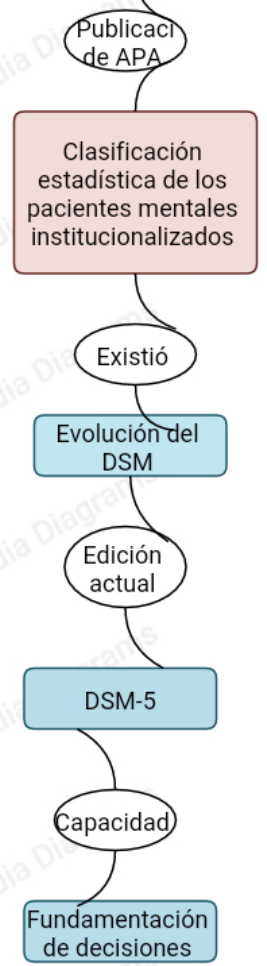 Publicaci
de APA
Clasificación
estadística de los
pacientes mentales
institucionalizados
Existió
Evolución del
DSM
Edición
actual
DSM-5
Capacidad
Fundamentación
de decisiones